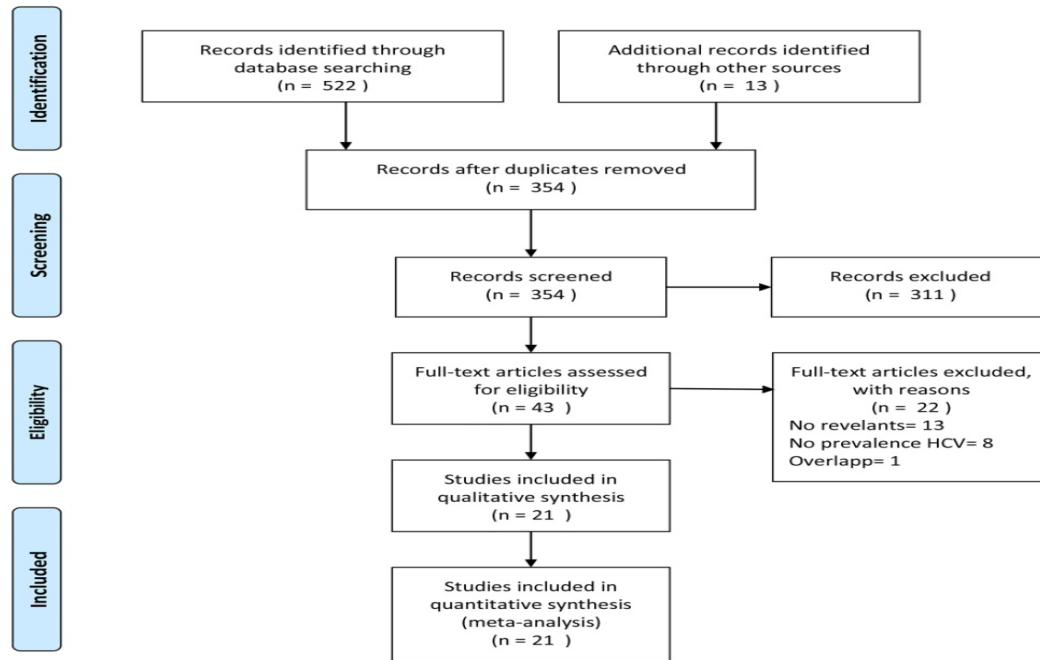 Identification
Records identified through
database searching
(n = 522 )
Additional records identified
through other sources
(n = 13 )
Records after duplicates removed
(n = 354 )
Screening
Records screened
(n = 354 )
Records excluded
(n = 311 )
Eligibility
Full-text articles assessed
for eligibility
(n = 43 )
Full-text articles excluded,
with reasons
(n = 22 )
No revelants= 13
No prevalence HCV= 8
Overlapp= 1
Studies included in
qualitative synthesis
(n = 21 )
Included
Studies included in
quantitative synthesis
(meta-analysis)
(n = 21 )